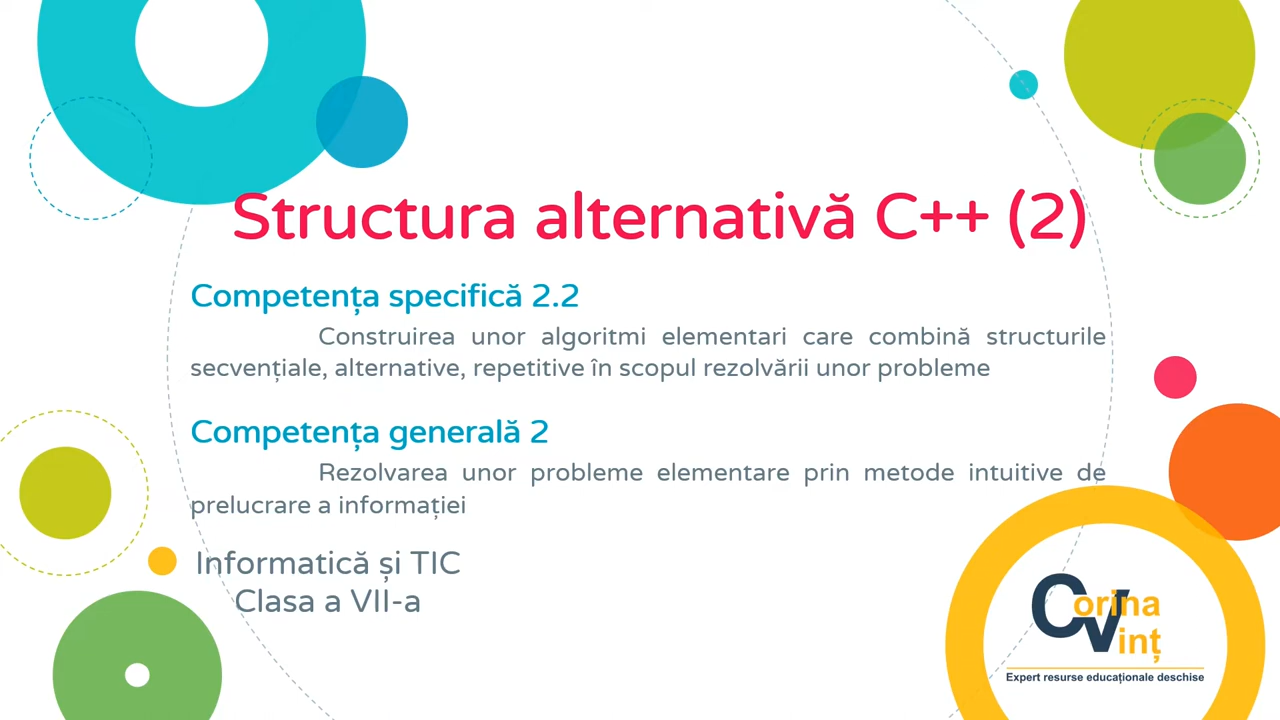 Structura alternativă C++ (2)
Competența specifică 2.2
Construirea unor algoritmi elementari care combină structurile
secvențiale, alternative, repetitive în scopul rezolvării unor probleme
Competența generală 2
Rezolvarea unor probleme elementare prin metode intuitive de
prelucrare a informației
Informatică și TIC
Clasa a VII-a
Corina
Vinț
Expert resurse educaționale deschise